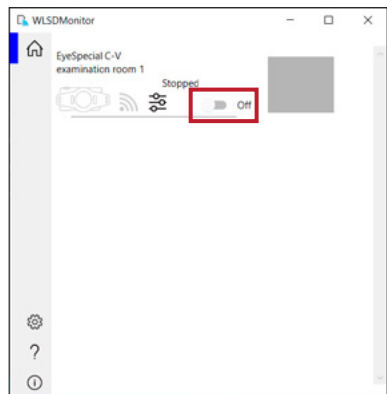 WLSDMonitor
EyeSpecial C-V
examination room 1
Stopped
Off